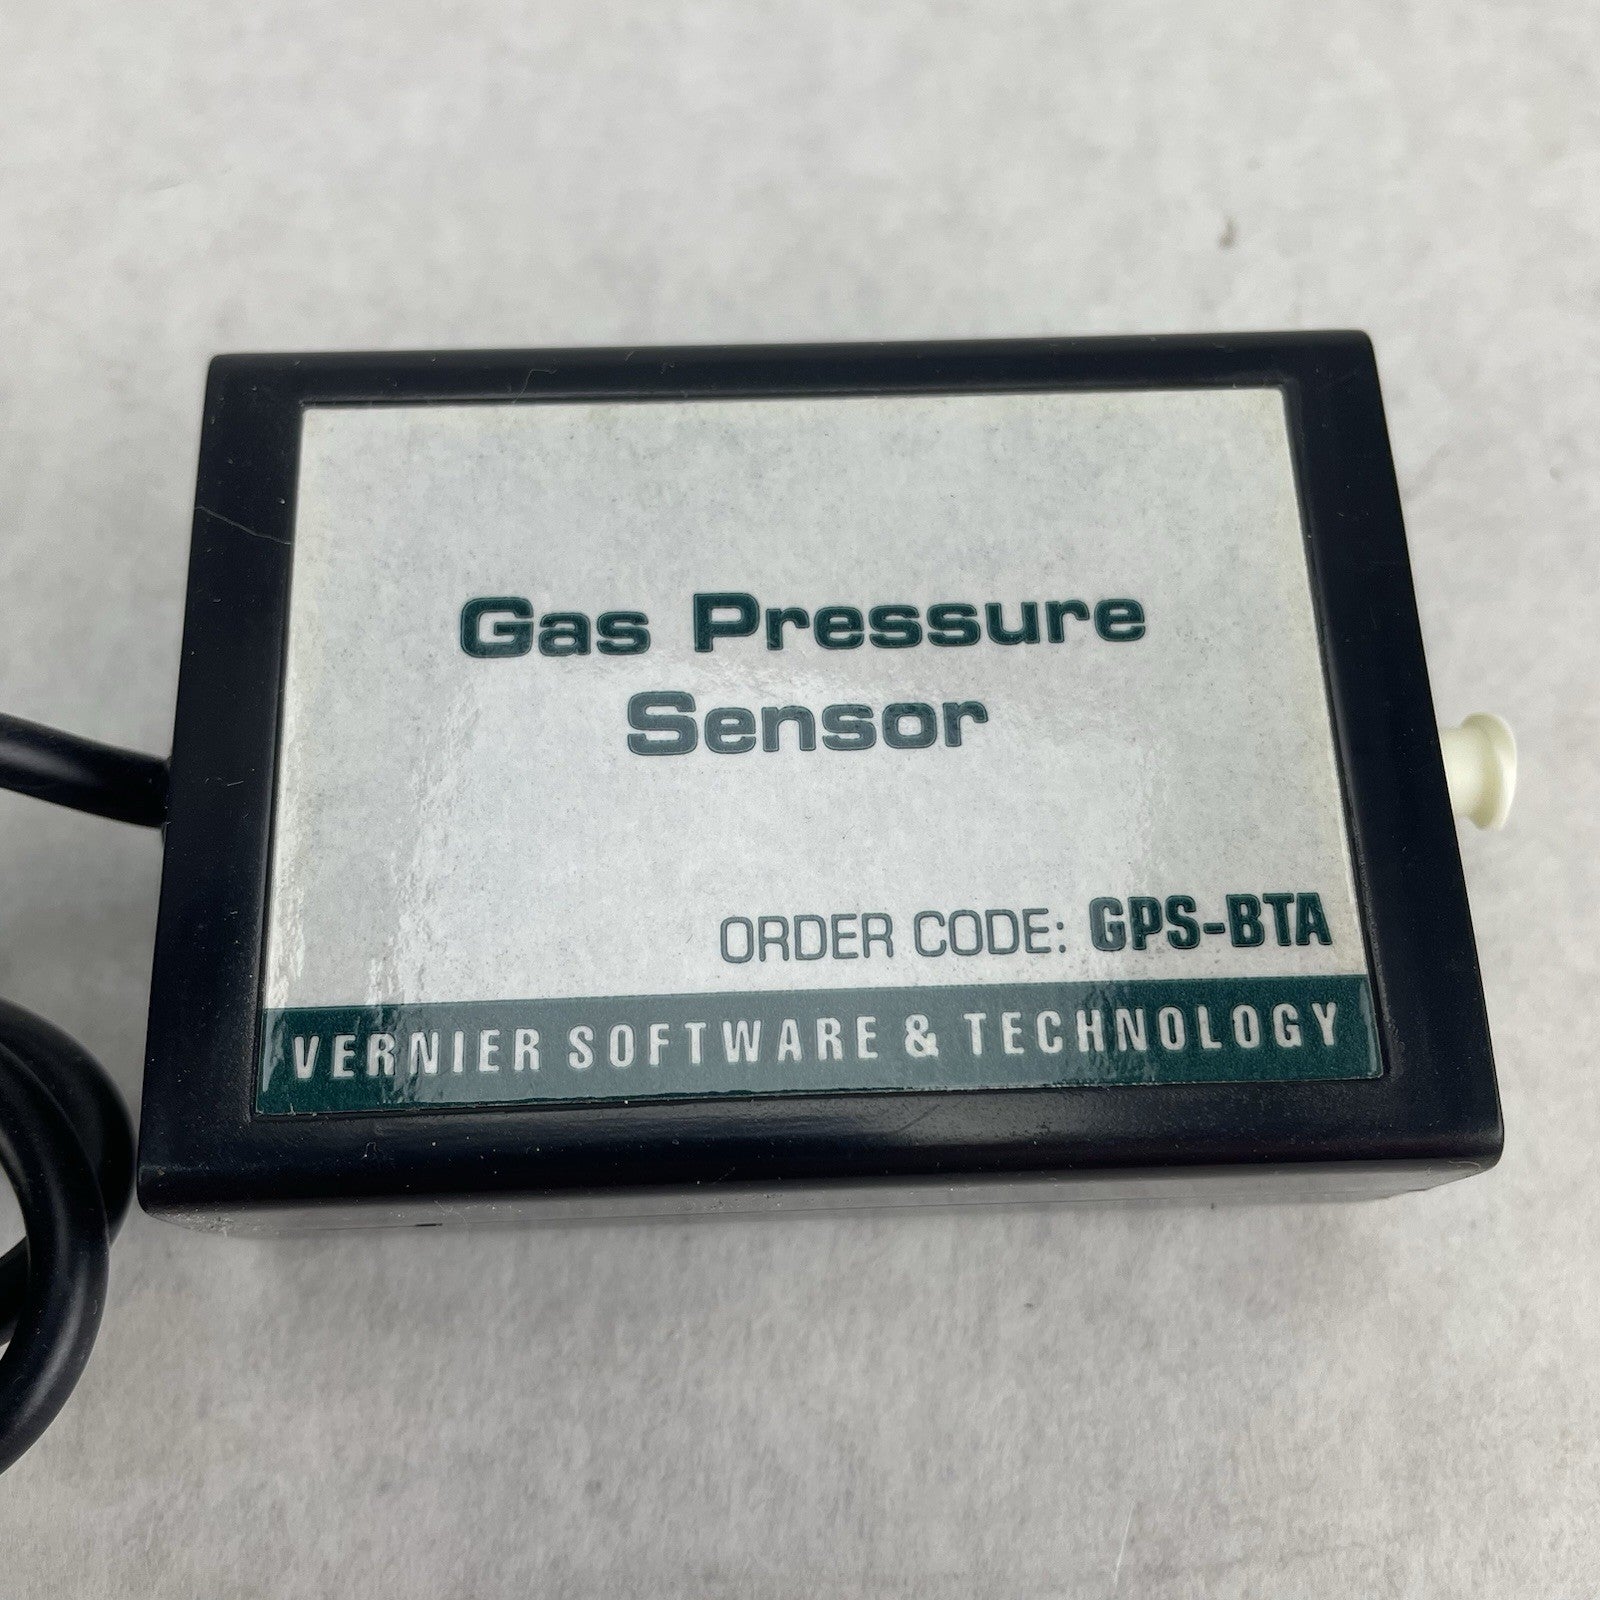 Gas Pressure
Sensor
ORDER CODE: GPS-BTA
VERNIER SOFTWARE & TECHNOLOGY